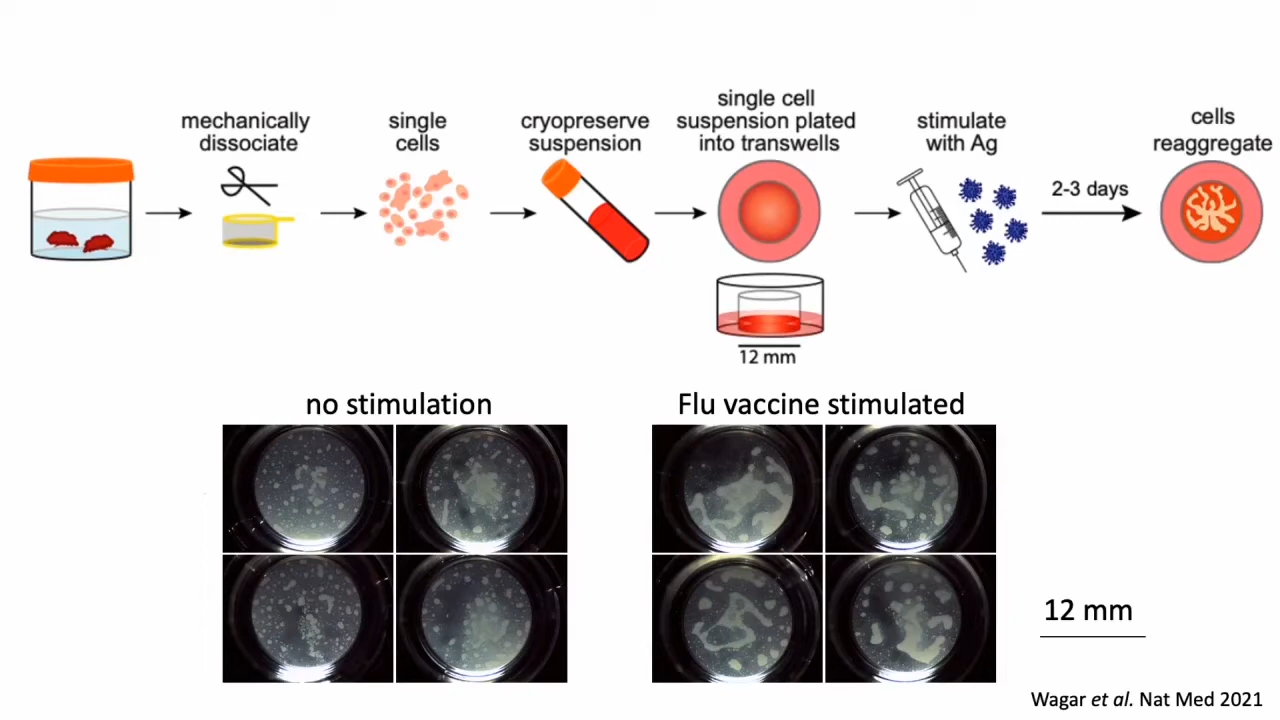 mechanically
dissociate
single
cells
cryopreserve
suspension
single cell
suspension plated
into transwells
12 mm
stimulate
with Ag
2-3 days
cells
reaggregate
no stimulation
Flu vaccine stimulated
12 mm
Wagar et al. Nat Med 2021